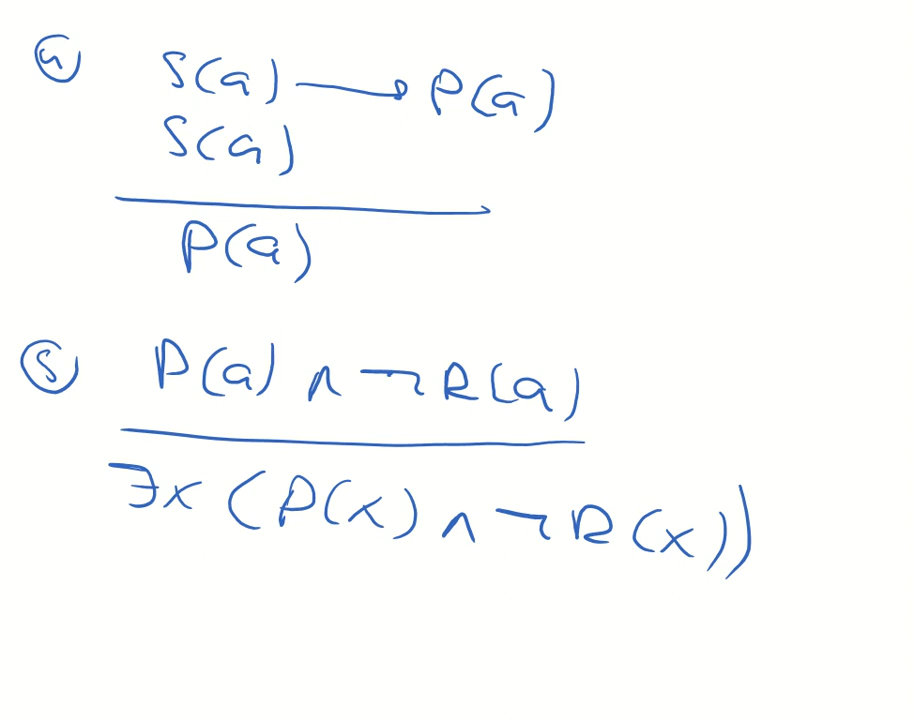 ④ S(a) → P(a)
S(a)
P(a)
⑤ P(a) ∧ ¬R(a)
∃x (P(x) ∧ ¬R(x))